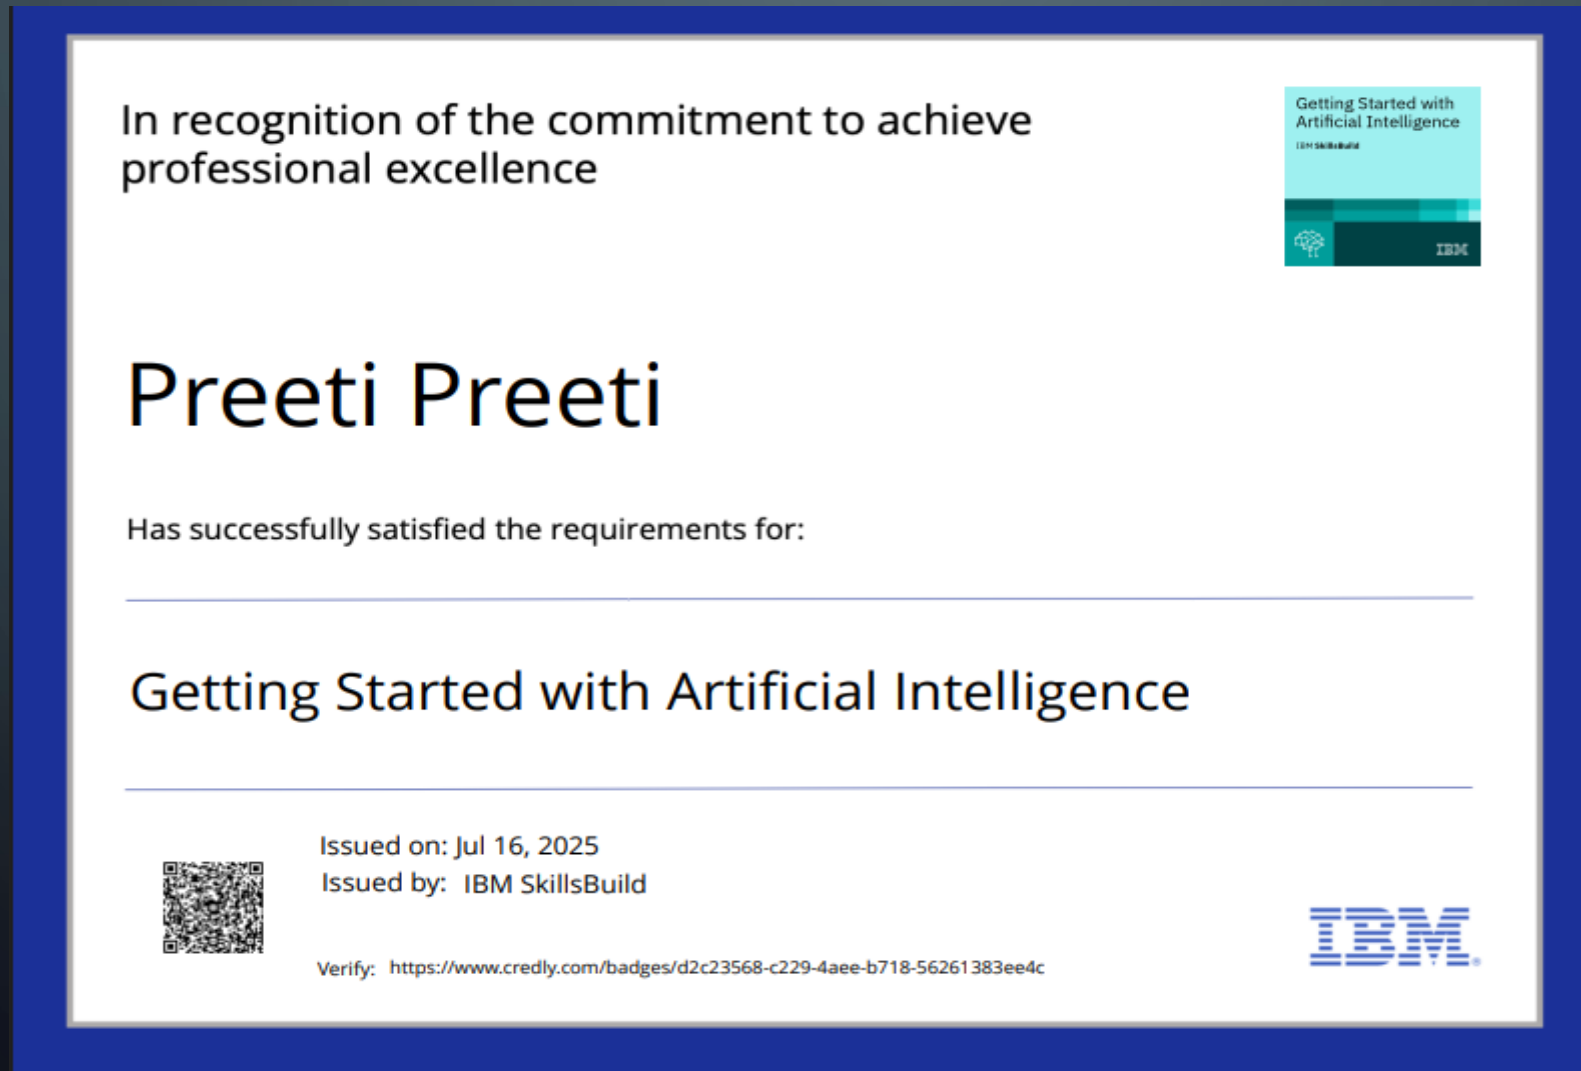 In recognition of the commitment to achieve
professional excellence
Getting Started with
Artificial Intelligence
IBM SkillsBuild
IBM
Preeti Preeti
Has successfully satisfied the requirements for:
Getting Started with Artificial Intelligence
Issued on: Jul 16, 2025
Issued by: IBM SkillsBuild
Verify: https://www.credly.com/badges/d2c23568-c229-4aee-b718-56261383ee4c
IBM®